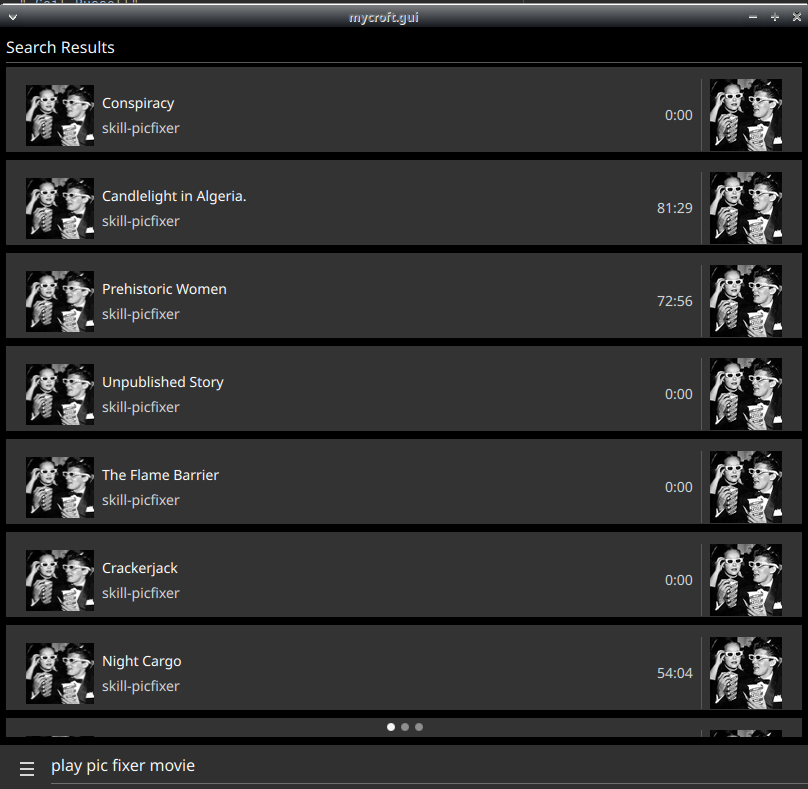 mycroft.gui
Search Results
Conspiracy
skill-picfixer
0:00
Candlelight in Algeria.
skill-picfixer
81:29
Prehistoric Women
skill-picfixer
72:56
Unpublished Story
skill-picfixer
0:00
The Flame Barrier
skill-picfixer
0:00
Crackerjack
skill-picfixer
0:00
Night Cargo
skill-picfixer
54:04
play pic fixer movie